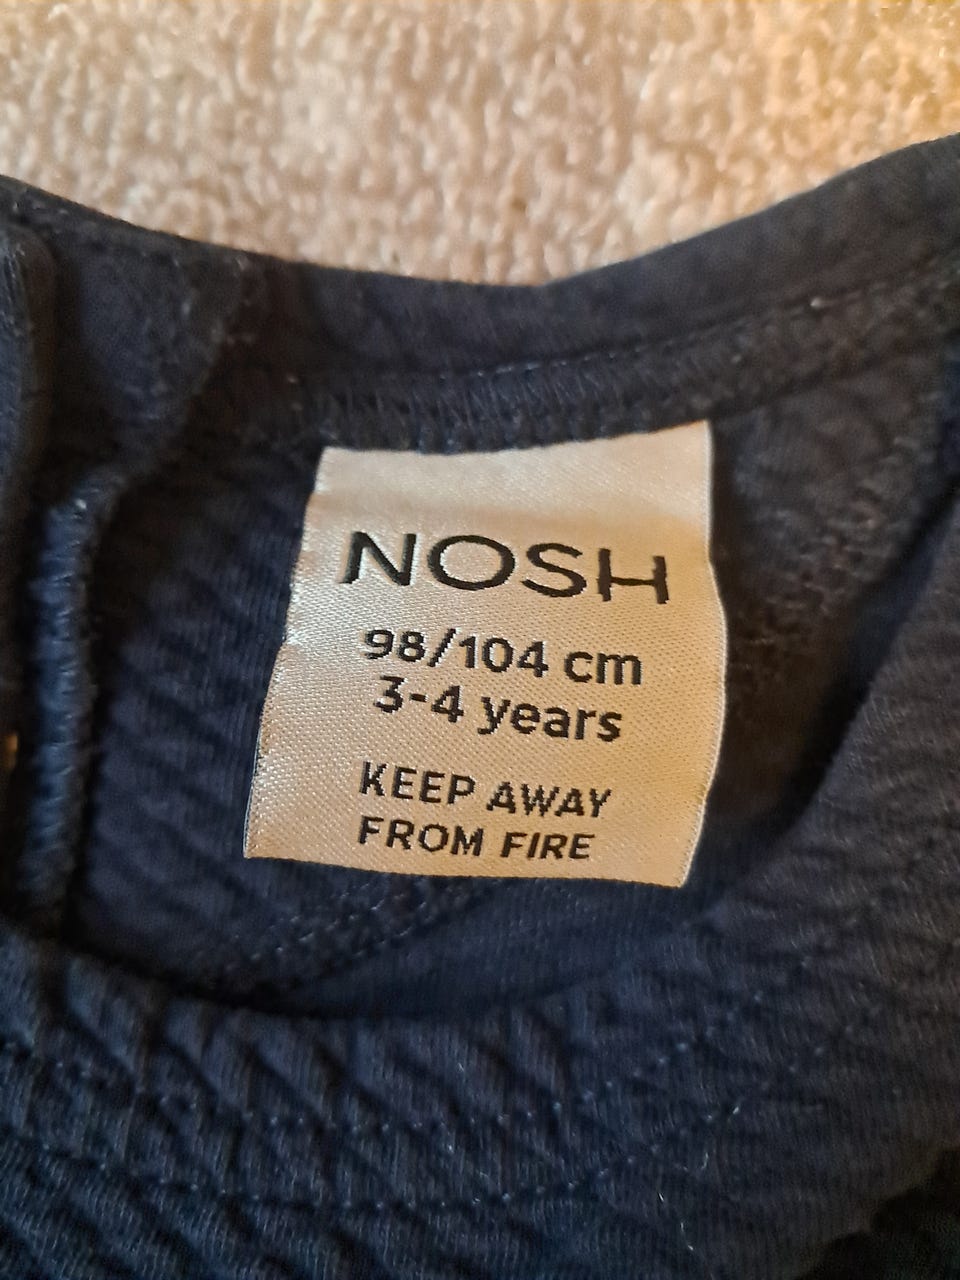 NOSH
98/104 cm
3-4 years
KEEP AWAY
FROM FIRE